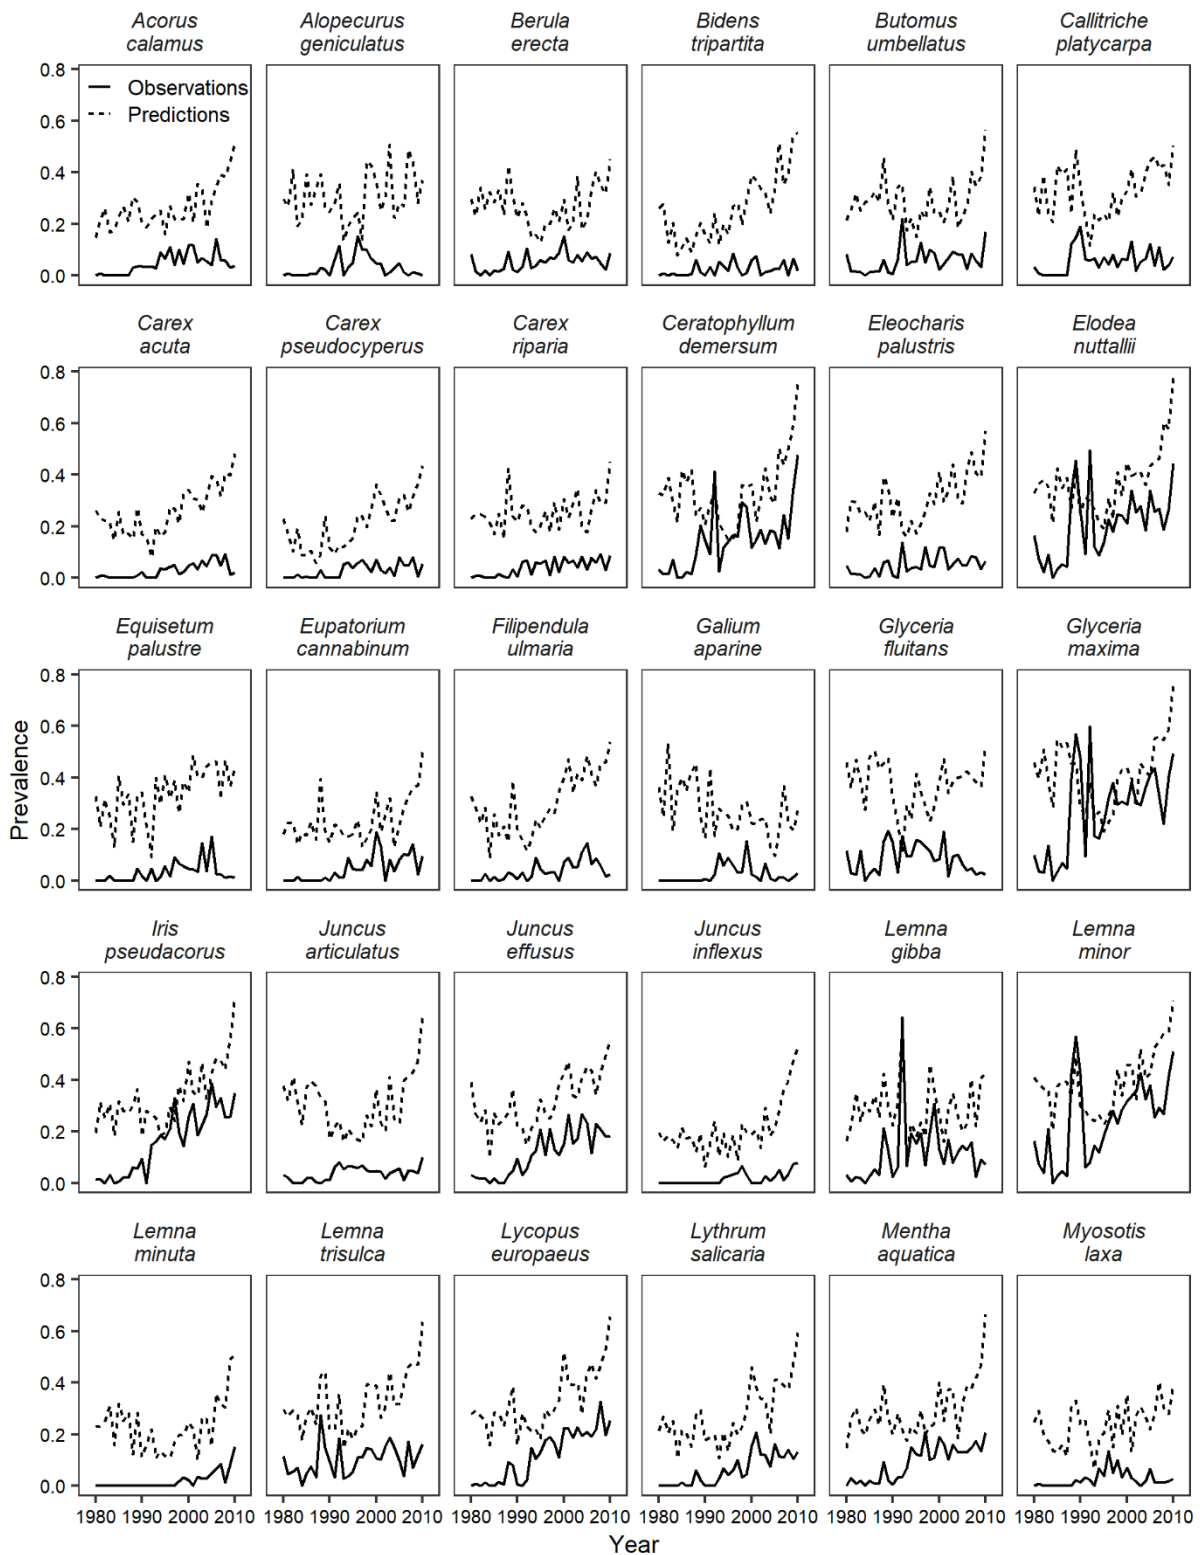 Acorus calamus
Alopecurus geniculatus
Berula erecta
Bidens tripartita
Butomus umbellatus
Callitriche platycarpa
0.8
0.6
0.4
0.2
0.0
Observations
Predictions
Carex acuta
Carex pseudocyperus
Carex riparia
Ceratophyllum demersum
Eleocharis palustris
Elodea nuttallii
0.8
0.6
0.4
0.2
0.0
Equisetum palustre
Eupatorium cannabinum
Filipendula ulmaria
Galium aparine
Glyceria fluitans
Glyceria maxima
Prevalence
0.8
0.6
0.4
0.2
0.0
Iris pseudacorus
Juncus articulatus
Juncus effusus
Juncus inflexus
Lemna gibba
Lemna minor
0.8
0.6
0.4
0.2
0.0
Lemna minuta
Lemna trisulca
Lycopus europaeus
Lythrum salicaria
Mentha aquatica
Myosotis laxa
0.8
0.6
0.4
0.2
0.0
1980 1990 2000 2010
1980 1990 2000 2010
1980 1990 2000 2010
1980 1990 2000 2010
1980 1990 2000 2010
1980 1990 2000 2010
Year